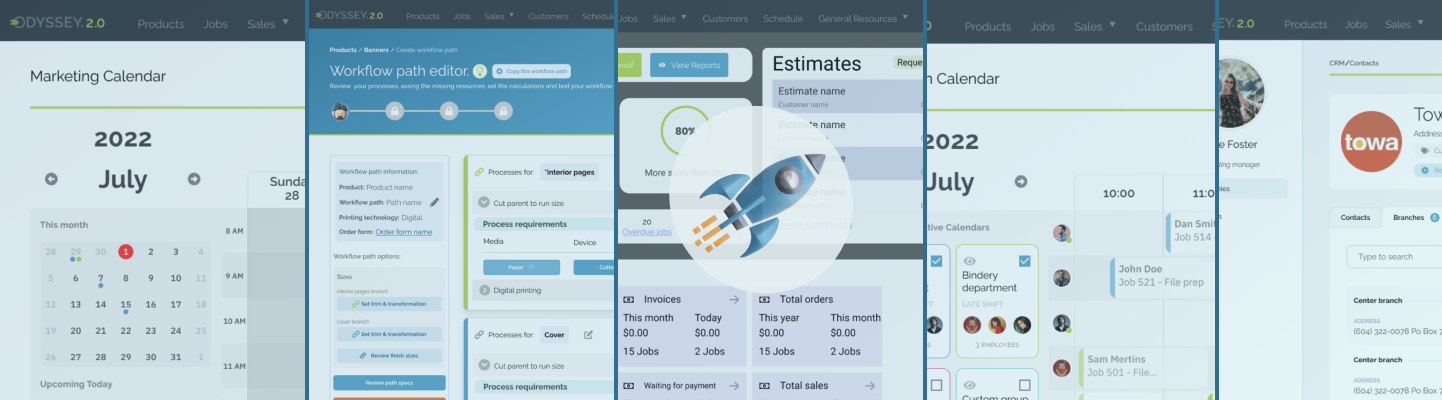 ODYSSEY 2.0
Products Jobs Sales
Marketing Calendar
2022
July
Sunda
28
This month
28 29 30 1 2 3 4
5 6 7 8 9 10 11
12 13 14 15 16 17 18
19 20 21 22 23 24 25
26 27 28 29 30 31 1
Upcoming Today
8 AM
9 AM
10 AM
11 AM
ODYSSEY 2.0
Products Jobs Sales Customers Schedul
Products / Banners / Create workflow path
Workflow path editor.
Copy this workflow path
Review your processes, assing the missing resources, set the calculations and test your workflow
Workflow path information:
Product: Product name
Workflow path: Path name
Printing technology: Digital
Order form: Order form name
Workflow path options:
Sizes
Interior pages branch
Set trim & transformation
Cover branch
Set trim & transformation
Review finish sizes.
Review path specs
Processes for: *Interior pages
Cut parent to run size
Process requirements
Media Device
Paper Cutte
Digital printing
Processes for: Cover
Cut parent to run size
Process requirements
Jobs Sales Customers Schedule General Resources
roof
View Reports
80%
More sales than
20
Overdue jobs
Estimates
Reque
Estimate name
Customer name
Estimate name
Invoices
This month Today
$0.00 $0.00
15 Jobs 2 Jobs
Total orders
This year This month
$0.00 $0.00
15 Jobs 2 Jobs
Waiting for payment
Total sales
Products Jobs Sales Customers
n Calendar
2022
July
tive Calendars
Bindery
department
LATE SHIFT
3 EMPLOYEES
Custom group
10:00 11:0
Dan Smit
Job 514
John Doe
Job 521 - File prep
Sam Mertins
Job 501 - File...
EY 2.0
Products Jobs Sales
e Foster
ting manager
nies
CRM/Contacts
towa
Tow
Address
Contacts Branches 6
Type to search
Center branch
ADDRESS
(604) 322-0078 Po Box 7
Center branch
ADDRESS
(604) 322-0078 Po Box 7